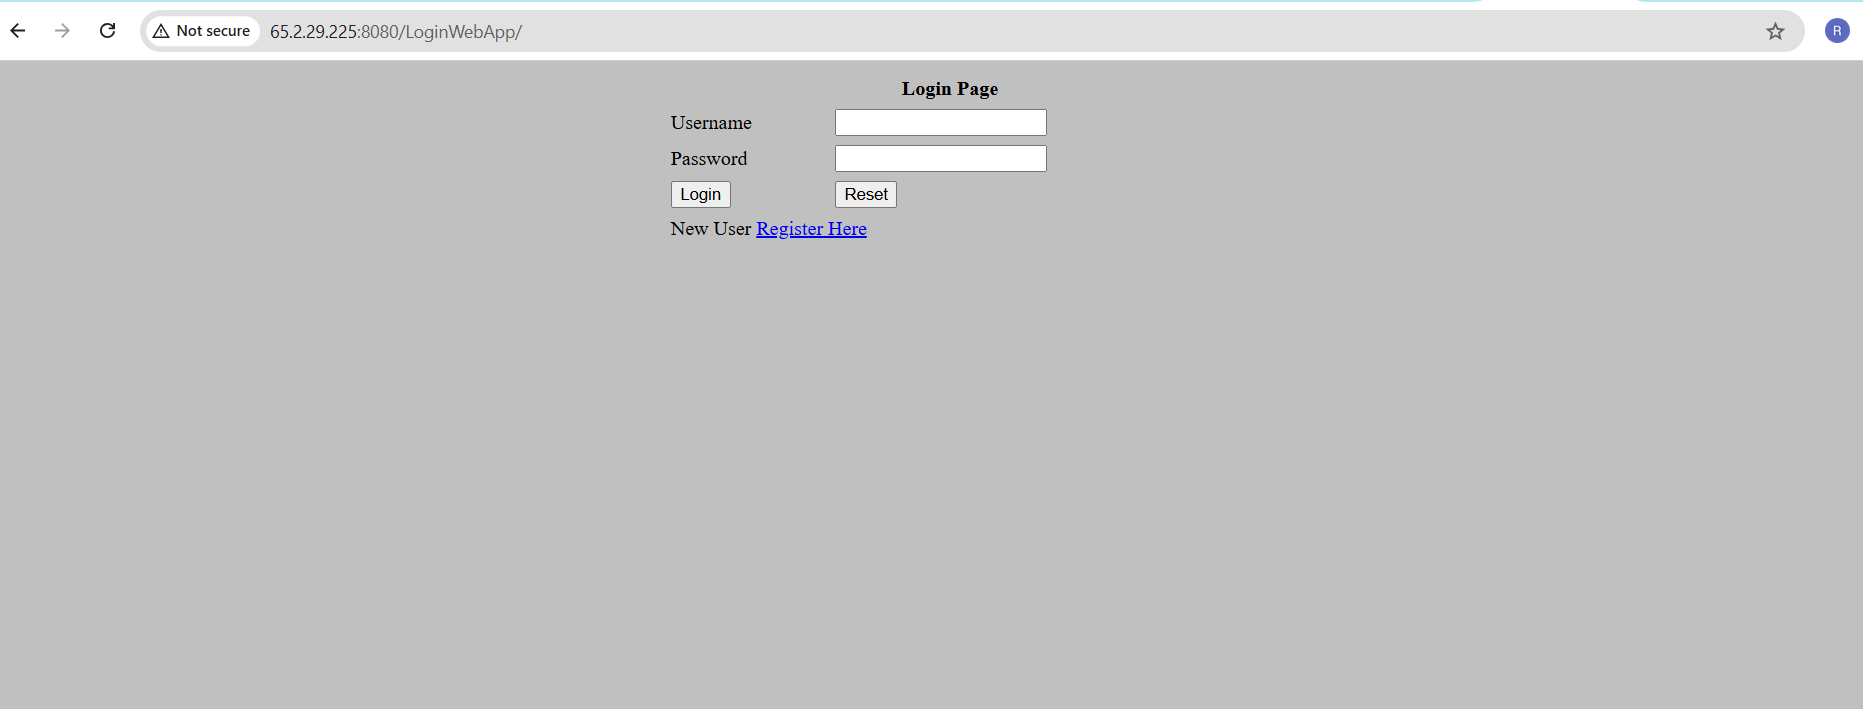 Not secure 65.2.29.225:8080/LoginWebApp/ R
Login Page
Username
Password
Login Reset
New User Register Here